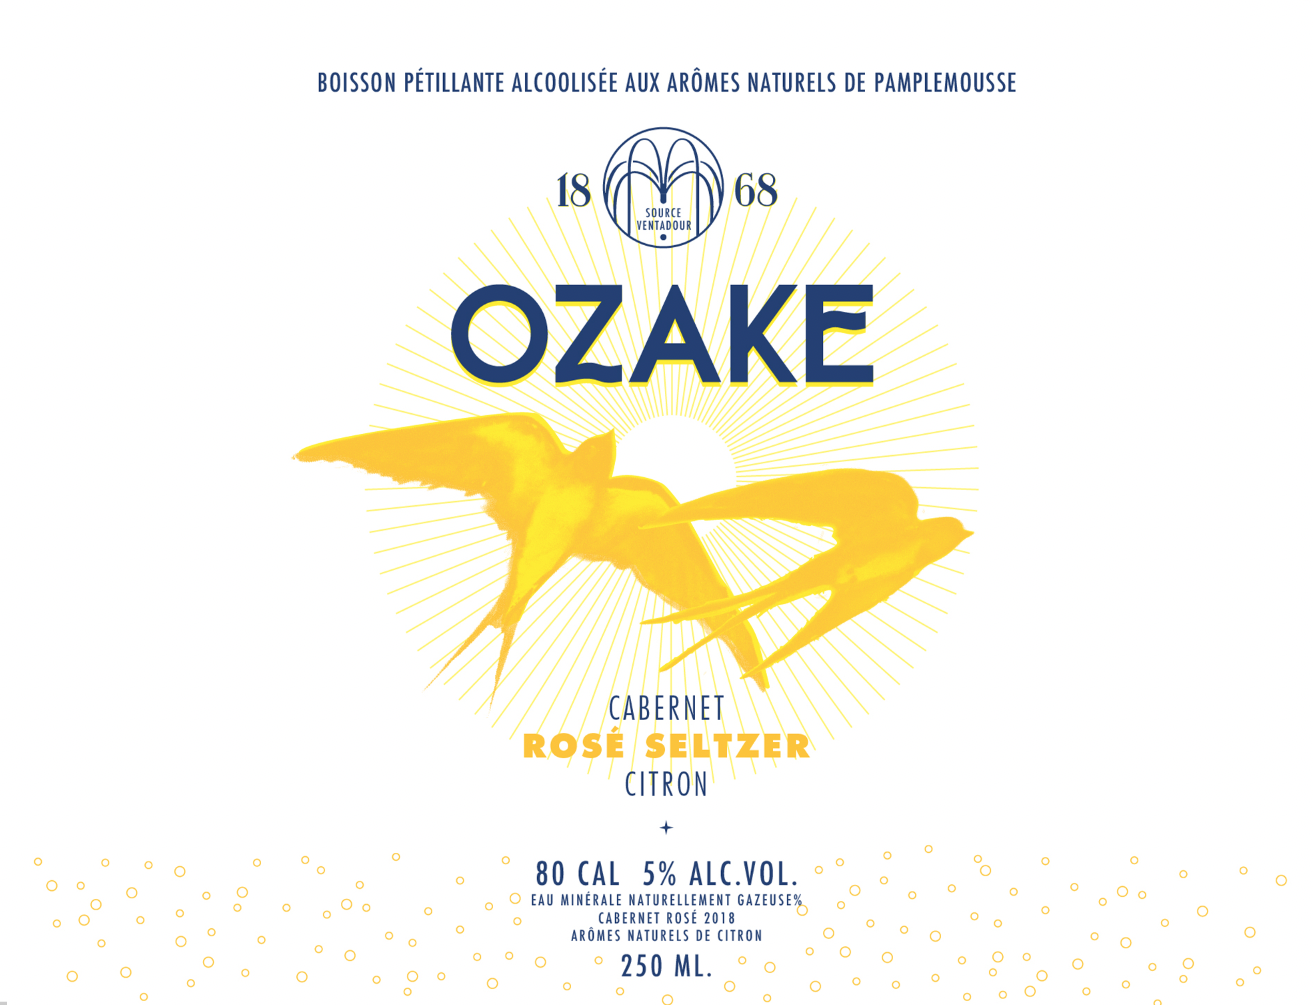 BOISSON PÉTILLANTE ALCOOLISÉE AUX ARÔMES NATURELS DE PAMPLEMOUSSE
18 68
SOURCE
VENTADOUR
OZAKE
CABERNET
ROSÉ SELTZER
CITRON
80 CAL 5% ALC.VOL.
EAU MINÉRALE NATURELLEMENT GAZEUSE%
CABERNET ROSÉ 2018
ARÔMES NATURELS DE CITRON
250 ML.